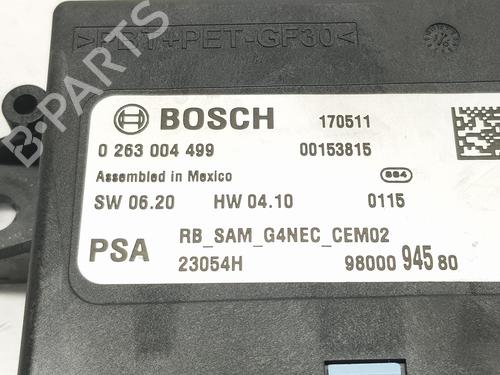 >PBT+PET-GF30<
BOSCH 170511
0 263 004 499 00153815
Assembled in Mexico 884
SW 06.20 HW 04.10 0115
PSA RB_SAM_G4NEC_CEM02
23054H 98000 945 80
B-PARTS